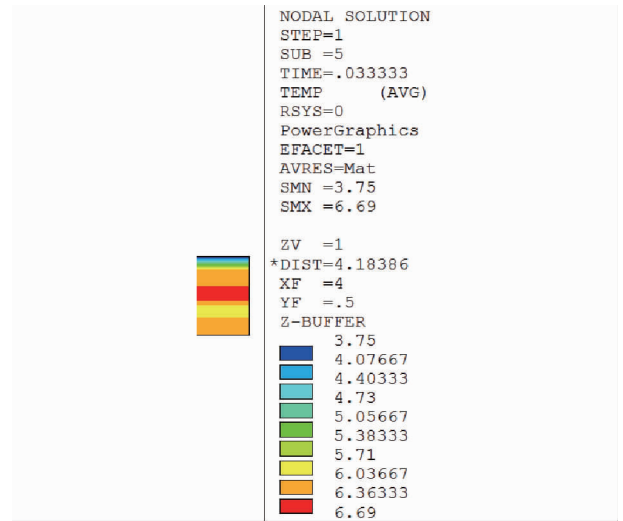 NODAL SOLUTION
STEP=1
SUB =5
TIME=.033333
TEMP (AVG)
RSYS=0
PowerGraphics
EFACET=1
AVRES=Mat
SMN =3.75
SMX =6.69
ZV =1
*DIST=4.18386
XF =4
YF =.5
Z-BUFFER
3.75
4.07667
4.40333
4.73
5.05667
5.38333
5.71
6.03667
6.36333
6.69